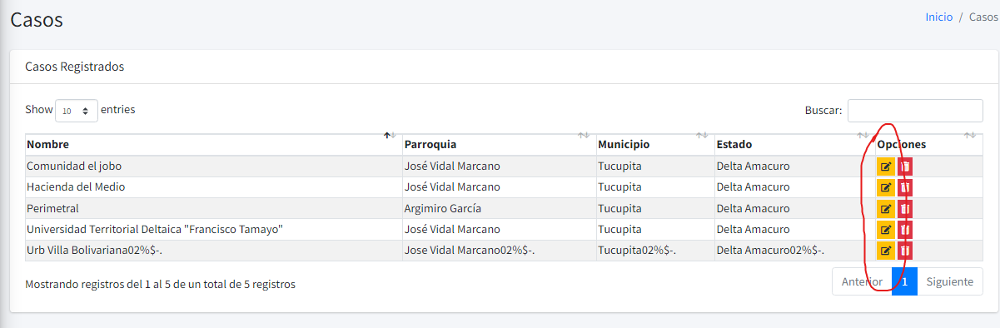 Casos
Inicio / Casos
Casos Registrados
Show 10 entries
Buscar:
Nombre Parroquia Municipio Estado Opciones
Comunidad el jobo José Vidal Marcano Tucupita Delta Amacuro
Hacienda del Medio José Vidal Marcano Tucupita Delta Amacuro
Perimetral Argimiro García Tucupita Delta Amacuro
Universidad Territorial Deltaica "Francisco Tamayo" José Vidal Marcano Tucupita Delta Amacuro
Urb Villa Bolivariana02%$-. Jose Vidal Marcano02%$-. Tucupita02%$-. Delta Amacuro02%$-.
Mostrando registros del 1 al 5 de un total de 5 registros
Anterior 1 Siguiente